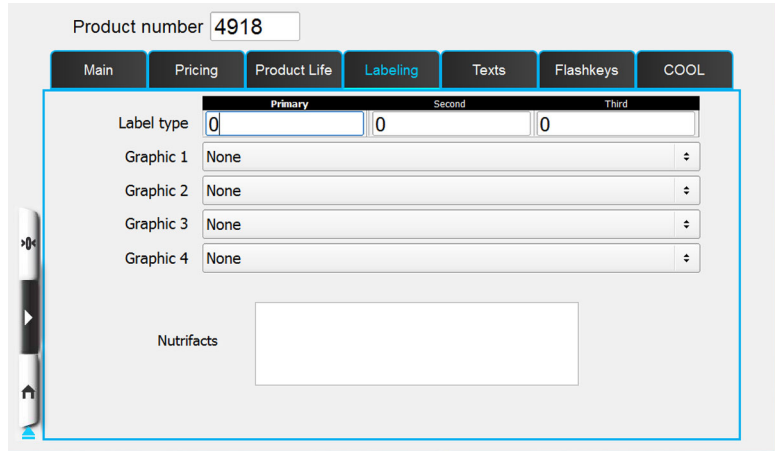 Product number 4918
Main Pricing Product Life Labeling Texts Flashkeys COOL
Primary Second Third
Label type 0 0 0
Graphic 1 None
Graphic 2 None
Graphic 3 None
Graphic 4 None
>0<
Nutrifacts